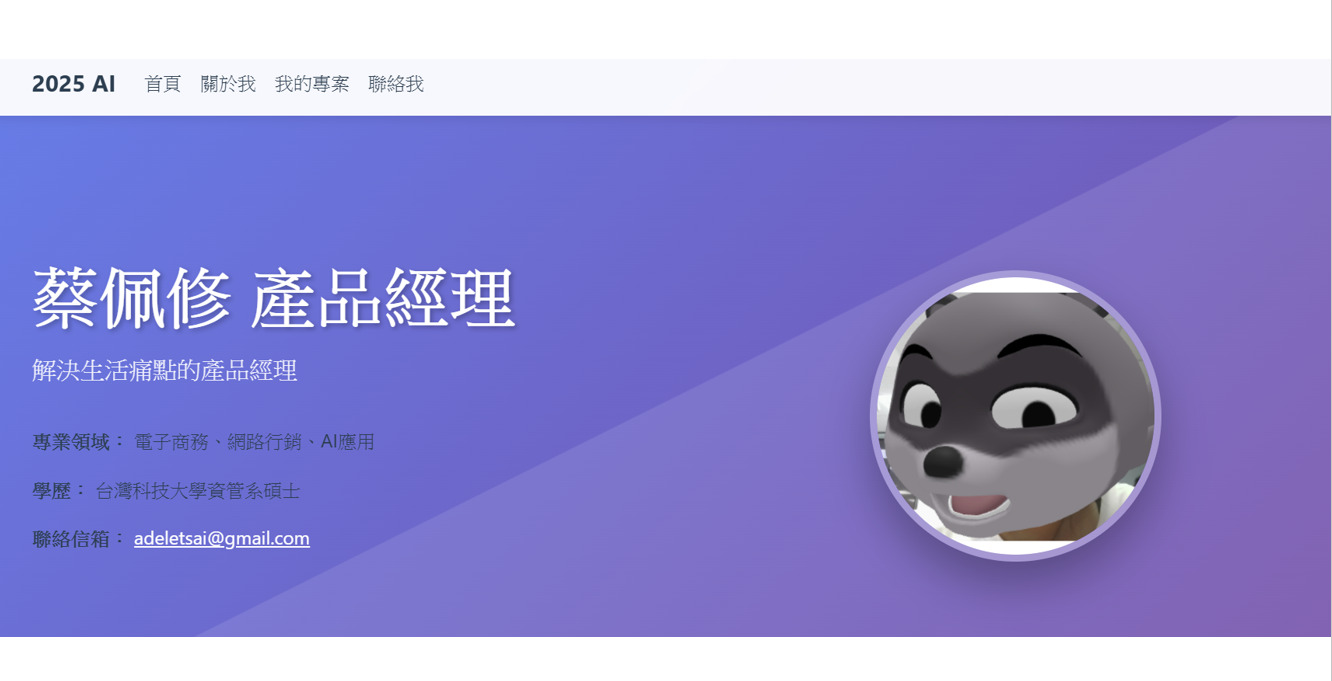 2025 AI 首頁 關於我 我的專案 聯絡我
蔡佩修 產品經理
解決生活痛點的產品經理
專業領域： 電子商務、網路行銷、AI應用
學歷： 台灣科技大學資管系碩士
聯絡信箱： adeletsai@gmail.com